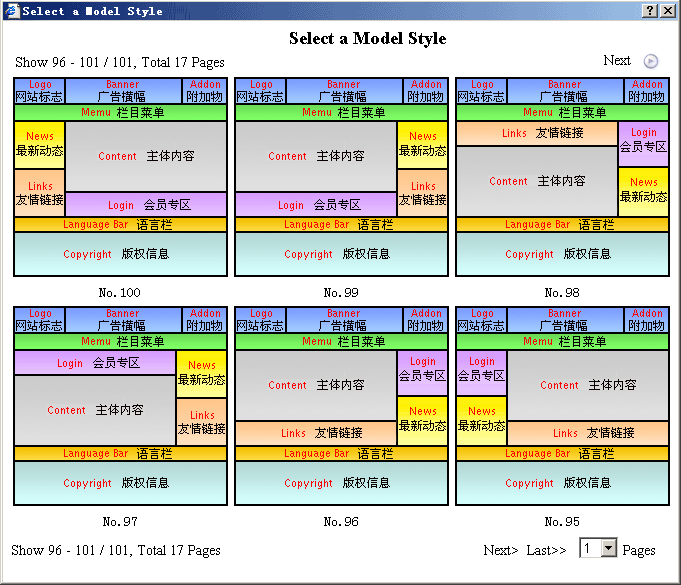 Select a Model Style
Select a Model Style
Show 96 - 101 / 101, Total 17 Pages
Next
Logo 网站标志
Banner 广告横幅
Addon 附加物
Memu 栏目菜单
News 最新动态
Content 主体内容
Links 友情链接
Login 会员专区
Language Bar 语言栏
Copyright 版权信息
No.100
Logo 网站标志
Banner 广告横幅
Addon 附加物
Memu 栏目菜单
Content 主体内容
News 最新动态
Login 会员专区
Links 友情链接
Language Bar 语言栏
Copyright 版权信息
No.99
Logo 网站标志
Banner 广告横幅
Addon 附加物
Memu 栏目菜单
Links 友情链接
Login 会员专区
Content 主体内容
News 最新动态
Language Bar 语言栏
Copyright 版权信息
No.98
Logo 网站标志
Banner 广告横幅
Addon 附加物
Memu 栏目菜单
Login 会员专区
News 最新动态
Content 主体内容
Links 友情链接
Language Bar 语言栏
Copyright 版权信息
No.97
Logo 网站标志
Banner 广告横幅
Addon 附加物
Memu 栏目菜单
Content 主体内容
Login 会员专区
News 最新动态
Links 友情链接
Language Bar 语言栏
Copyright 版权信息
No.96
Logo 网站标志
Banner 广告横幅
Addon 附加物
Memu 栏目菜单
Login 会员专区
Content 主体内容
News 最新动态
Links 友情链接
Language Bar 语言栏
Copyright 版权信息
No.95
Show 96 - 101 / 101, Total 17 Pages
Next> Last>> 1 Pages